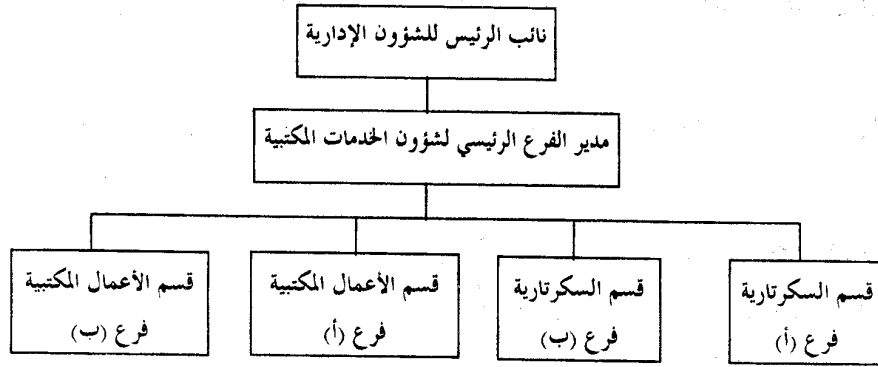 نائب الرئيس للشؤون الإدارية
مدير الفرع الرئيسي لشؤون الخدمات المكتبية
قسم السكرتارية
فرع (أ)
قسم السكرتارية
فرع (ب)
قسم الأعمال المكتبية
فرع (أ)
قسم الأعمال المكتبية
فرع (ب)